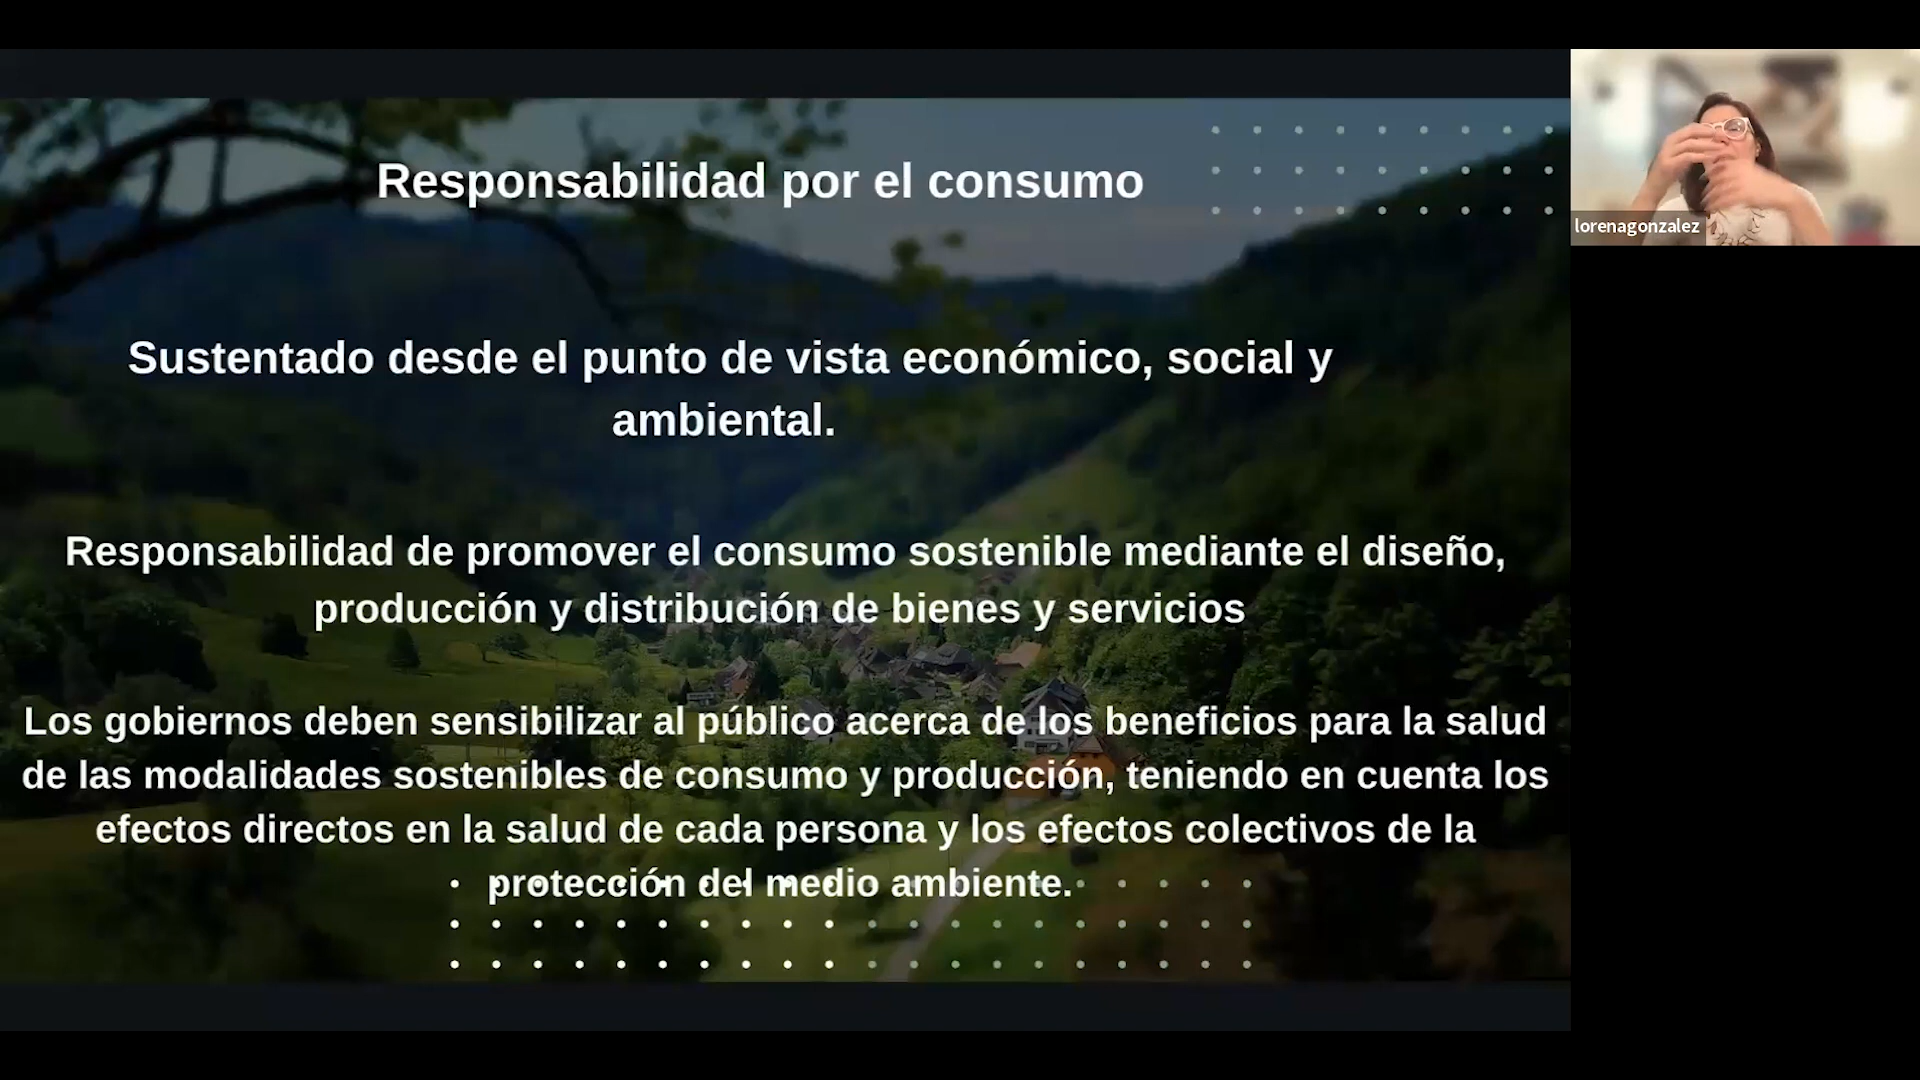 Responsabilidad por el consumo
lorenagonzalez
Sustentado desde el punto de vista económico, social y
ambiental.
Responsabilidad de promover el consumo sostenible mediante el diseño,
producción y distribución de bienes y servicios
Los gobiernos deben sensibilizar al público acerca de los beneficios para la salud
de las modalidades sostenibles de consumo y producción, teniendo en cuenta los
efectos directos en la salud de cada persona y los efectos colectivos de la
protección del medio ambiente.